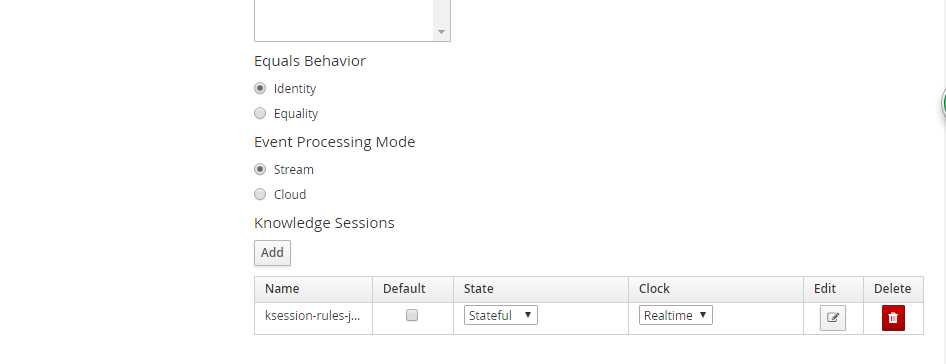 Equals Behavior
Identity
Equality
Event Processing Mode
Stream
Cloud
Knowledge Sessions
Add
Name Default State Clock Edit Delete
ksession-rules-j... Stateful Realtime